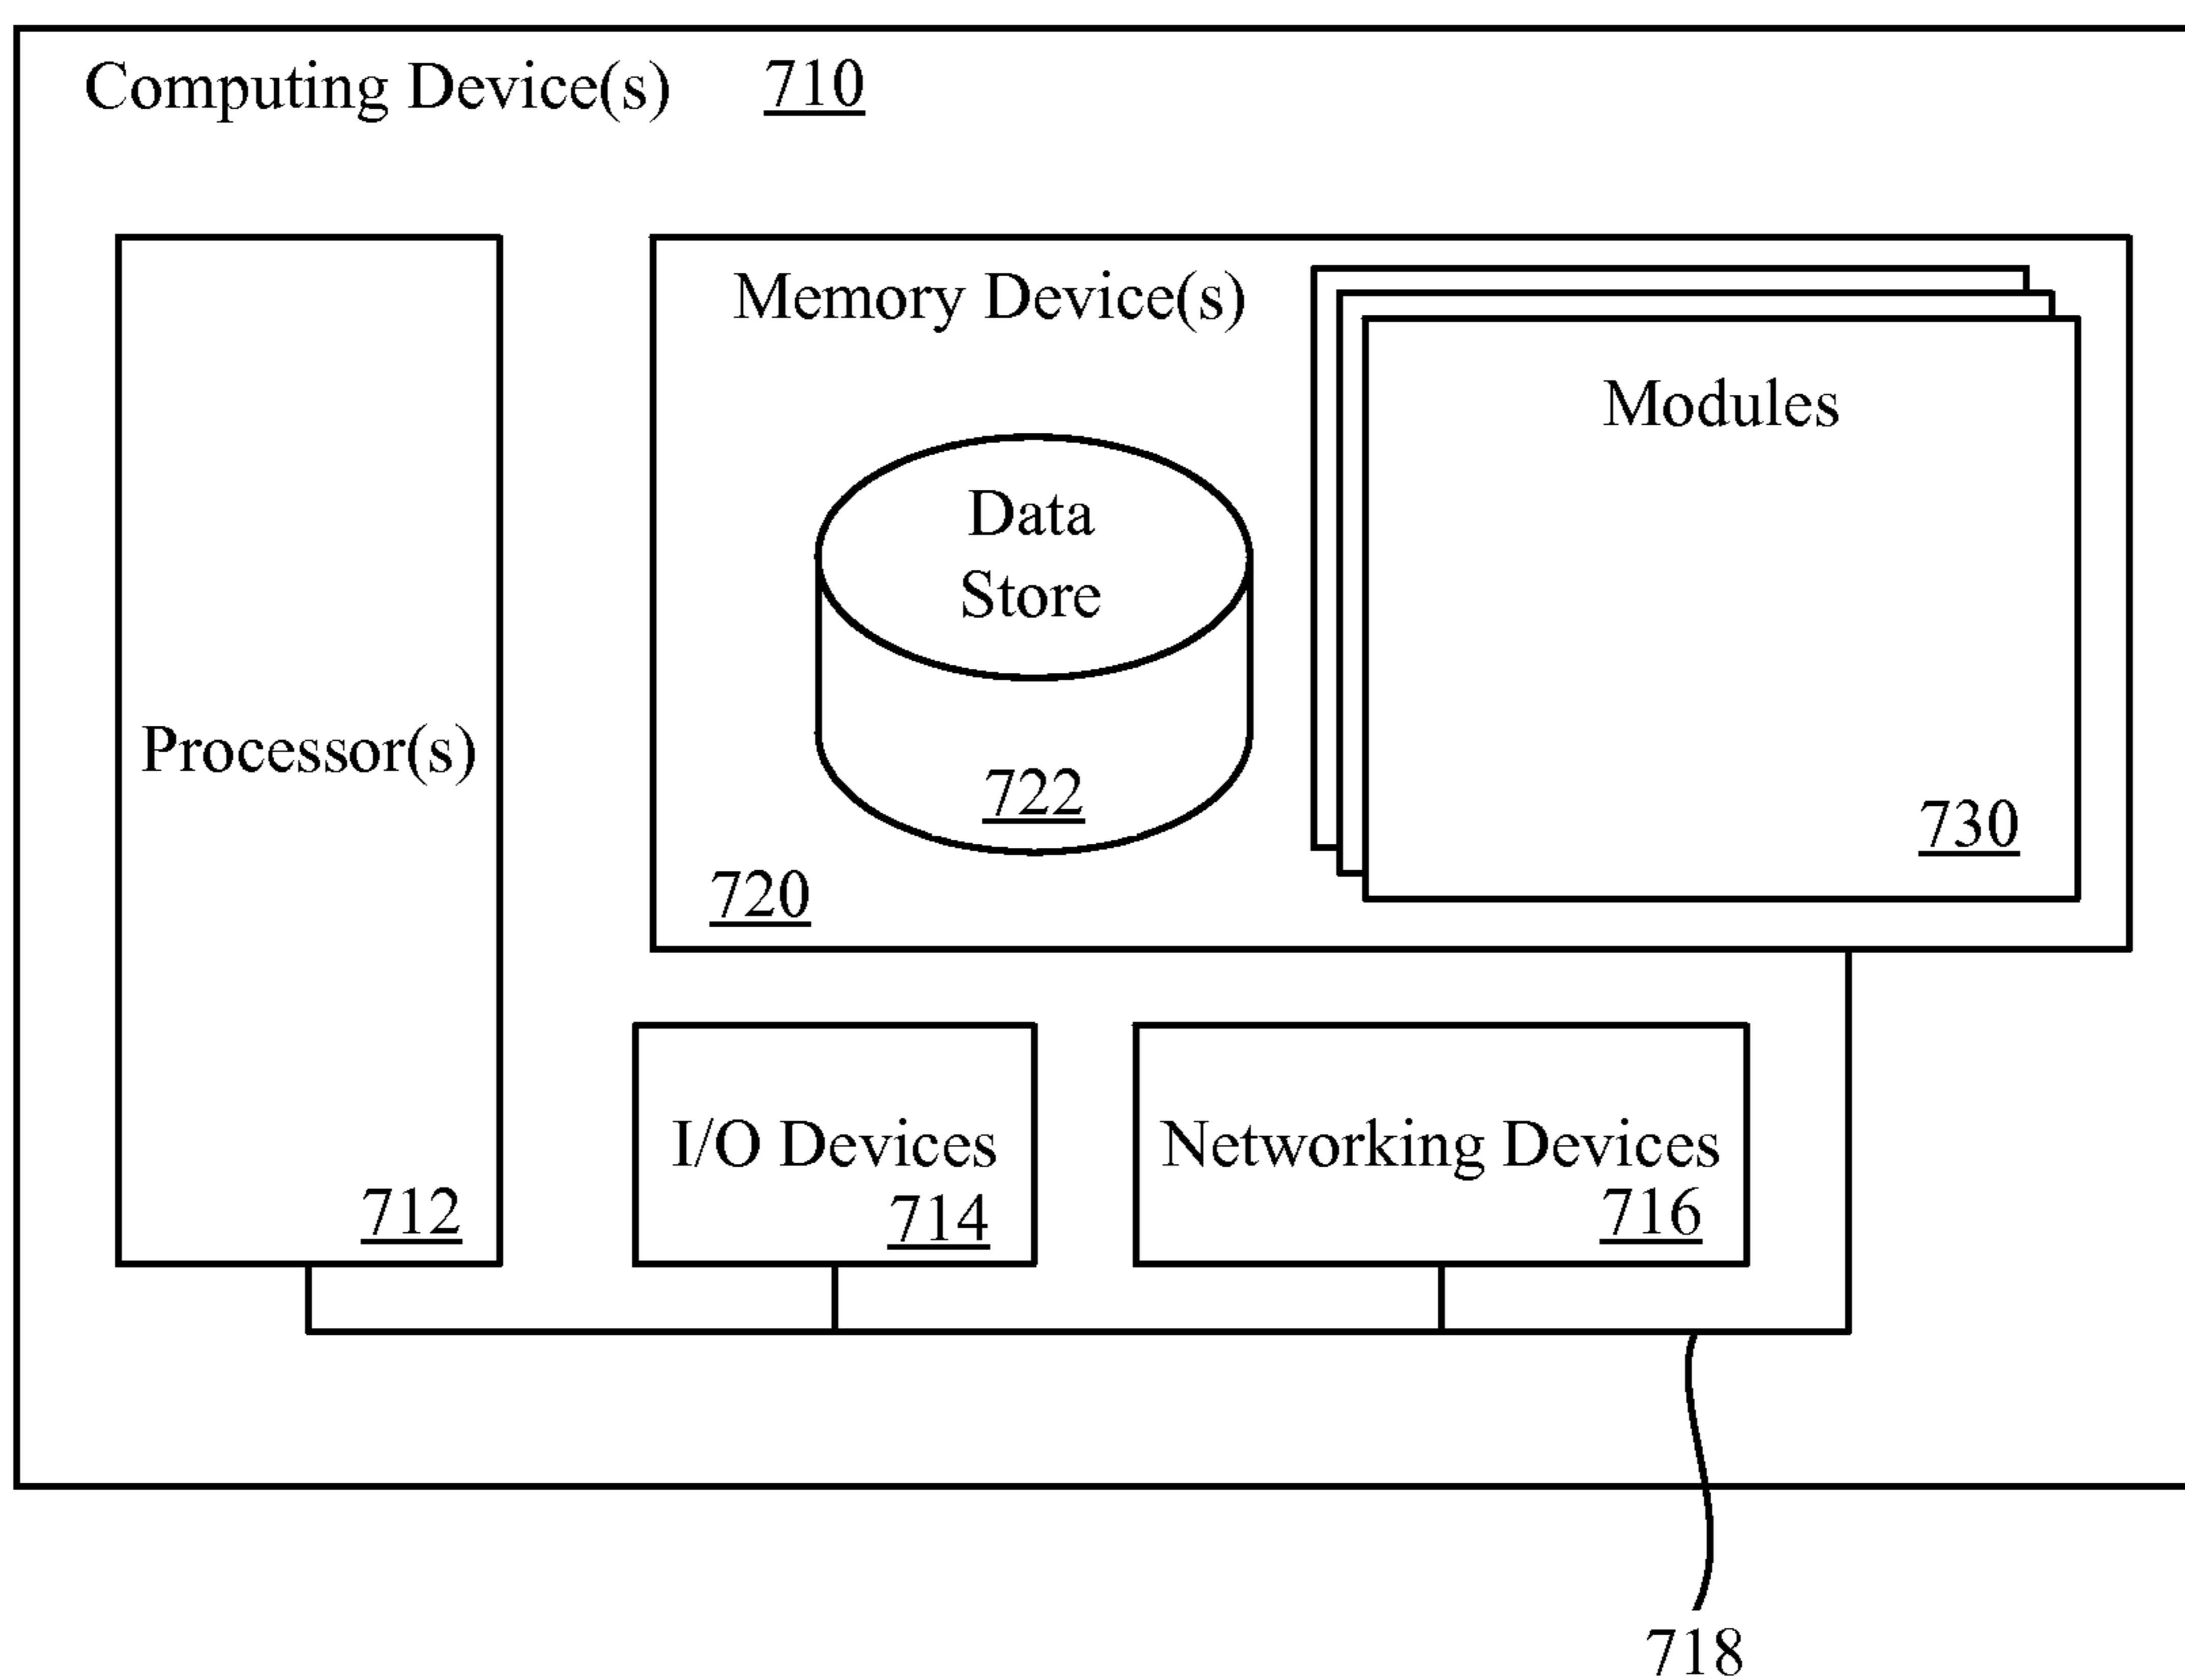 Computing Device(s) 710
Memory Device(s)
Modules
Data
Store
Processor(s)
722
730
720
I/O Devices
Networking Devices
712
714
716
718